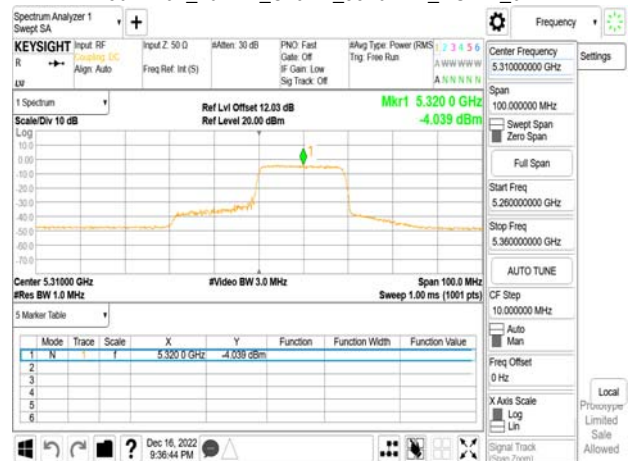 Spectrum Analyzer 1
Swept SA
Frequency
KEYSIGHT
Input: RF
Coupling: DC
Align: Auto
Input Z: 50 Ω
Freq Ref: Int (S)
#Atten: 30 dB
PNO: Fast
Gate: Off
IF Gain: Low
Sig Track: Off
#Avg Type: Power (RMS
Trig: Free Run
1 2 3 4 5 6
A W W W W W
A N N N N N
R
Center Frequency
5.310000000 GHz
Settings
Span
100.000000 MHz
Swept Span
Zero Span
Full Span
Start Freq
5.260000000 GHz
Stop Freq
5.360000000 GHz
AUTO TUNE
CF Step
10.000000 MHz
Auto
Man
Freq Offset
0 Hz
X Axis Scale
Log
Lin
Signal Track
(Span Zoom)
Local
Prototype
Limited
Sale
Allowed
1 Spectrum
Scale/Div 10 dB
Ref Lvl Offset 12.03 dB
Ref Level 20.00 dBm
Mkr1 5.320 0 GHz
-4.039 dBm
Log
10.0
0.00
-10.0
-20.0
-30.0
-40.0
-50.0
-60.0
-70.0
1
Center 5.31000 GHz
#Res BW 1.0 MHz
#Video BW 3.0 MHz
Span 100.0 MHz
Sweep 1.00 ms (1001 pts)
5 Marker Table
Mode Trace Scale X Y Function Function Width Function Value
1 N 1 f 5.320 0 GHz -4.039 dBm
2
3
4
5
6
? Dec 16, 2022
9:36:44 PM